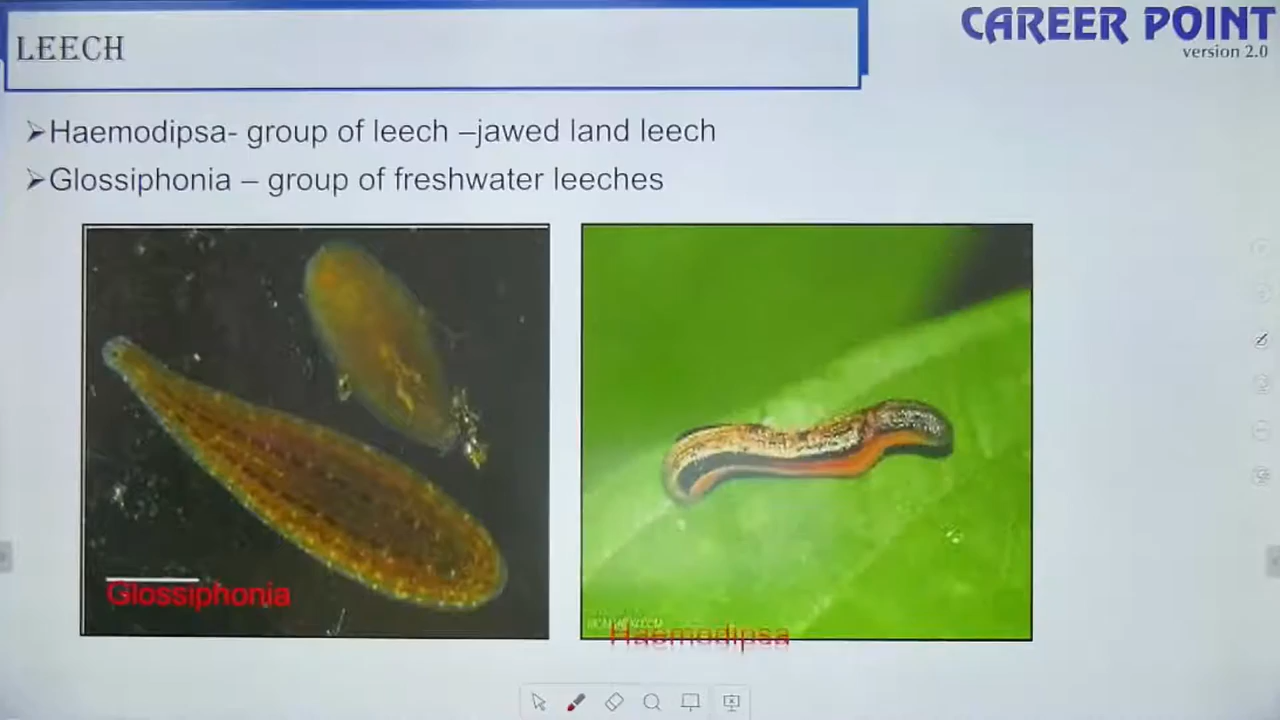 LEECH
CAREER POINT
version 2.0
➢Haemodipsa- group of leech –jawed land leech
➢Glossiphonia – group of freshwater leeches
Glossiphonia
Haemodipsa